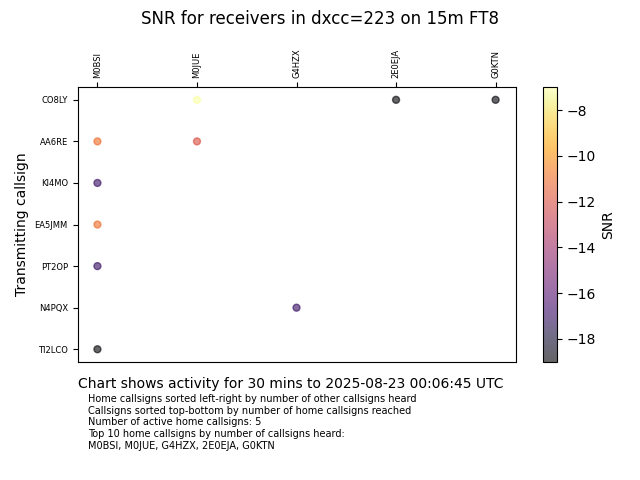 SNR for receivers in dxcc=223 on 15m FT8
M0BSI
M0JUE
G4HZX
2E0EJA
G0KTN
CO8LY
AA6RE
KI4MO
EA5JMM
PT2OP
N4PQX
TI2LCO
Transmitting callsign
−8
−10
−12
−14
−16
−18
SNR
Chart shows activity for 30 mins to 2025-08-23 00:06:45 UTC
Home callsigns sorted left-right by number of other callsigns heard
Callsigns sorted top-bottom by number of home callsigns reached
Number of active home callsigns: 5
Top 10 home callsigns by number of callsigns heard:
M0BSI, M0JUE, G4HZX, 2E0EJA, G0KTN